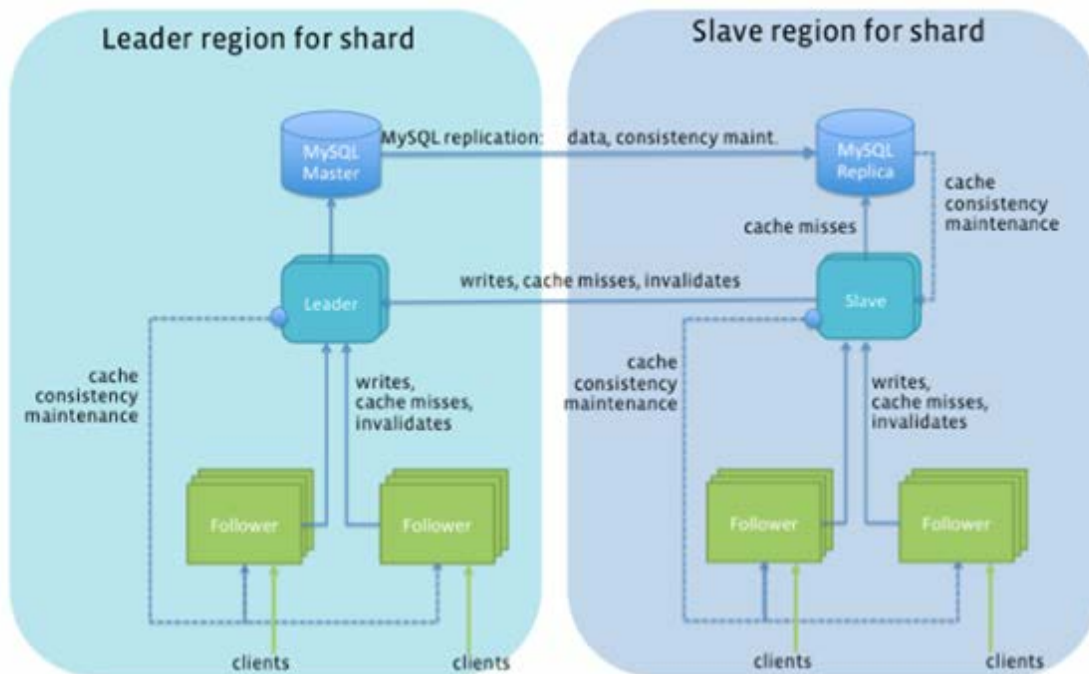 Leader region for shard
Slave region for shard
MySQL Master
MySQL replication:
data, consistency maint.
MySQL Replica
cache
consistency
maintenance
cache misses
Leader
writes, cache misses, invalidates
Slave
cache
consistency
maintenance
writes,
cache misses,
invalidates
cache
consistency
maintenance
writes,
cache misses,
invalidates
Follower
Follower
Follower
Follower
clients
clients
clients
clients